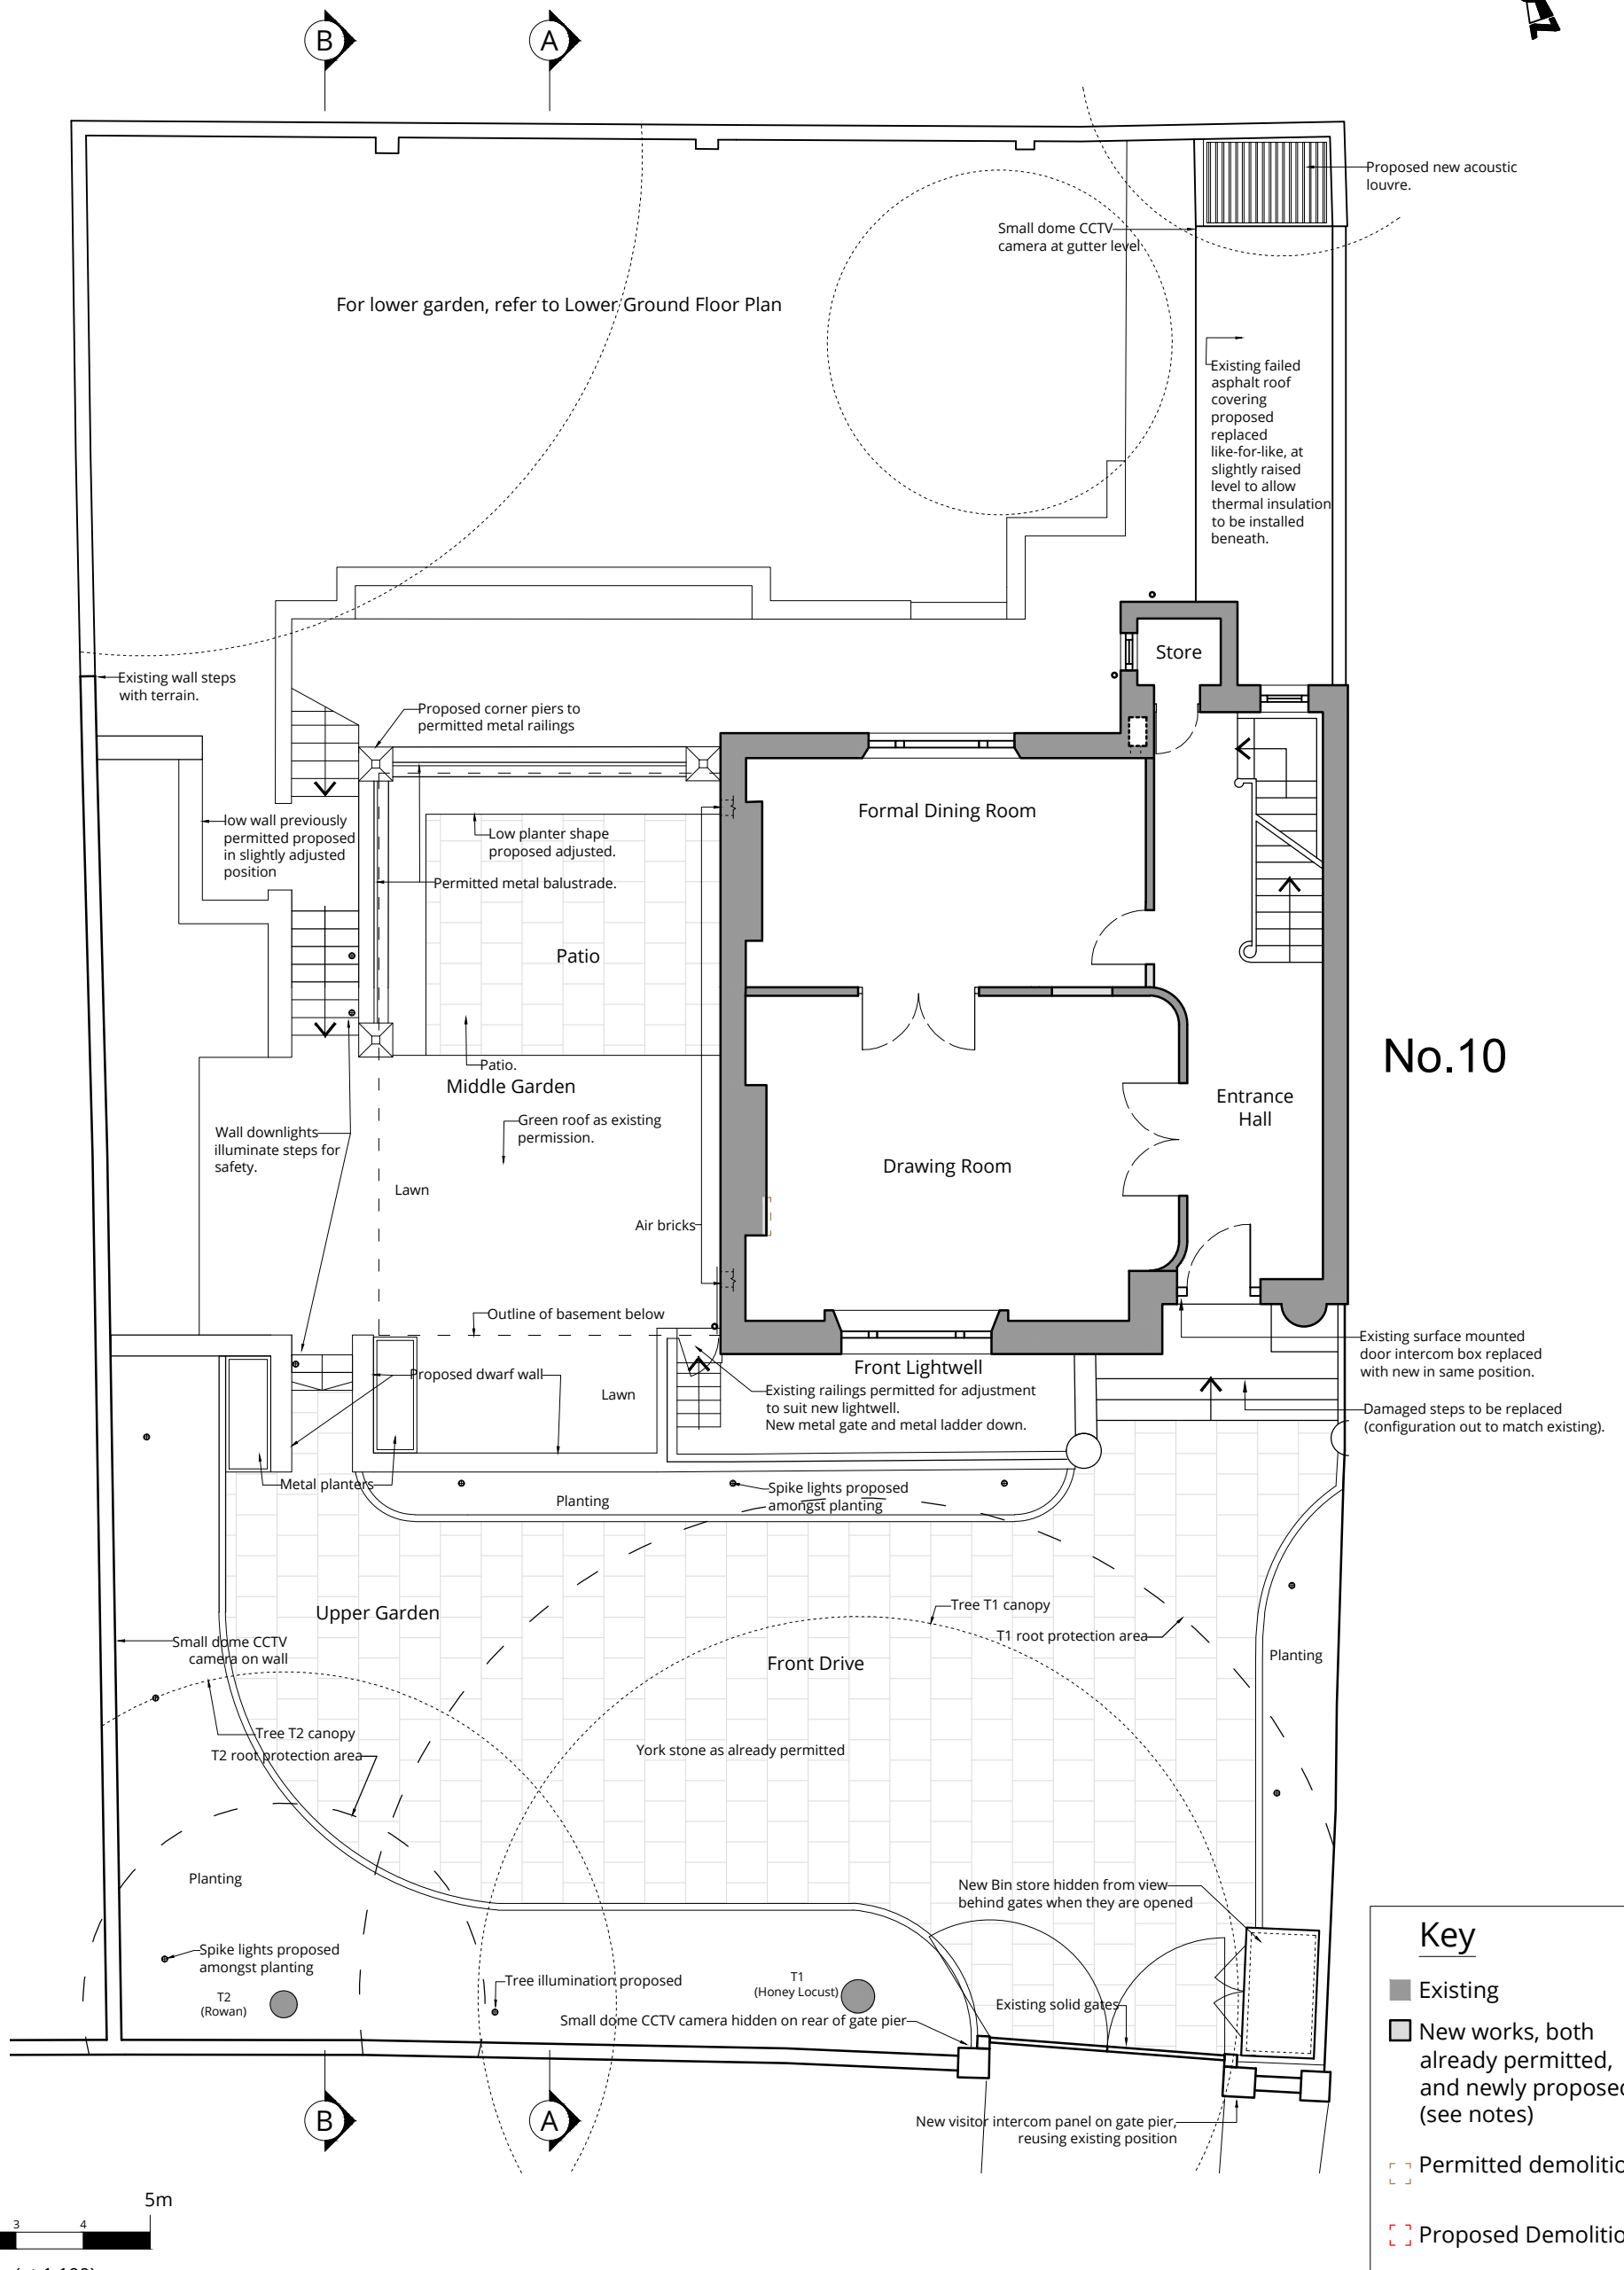 B
A
Proposed new acoustic
louvre.
Small dome CCTV
camera at gutter level
For lower garden, refer to Lower Ground Floor Plan
Existing failed
asphalt roof
covering
proposed
replaced
like-for-like, at
slightly raised
level to allow
thermal insulation
to be installed
beneath.
Store
Existing wall steps
with terrain.
Proposed corner piers to
permitted metal railings
low wall previously
permitted proposed
in slightly adjusted
position
Low planter shape
proposed adjusted.
Permitted metal balustrade.
Formal Dining Room
Patio
Patio.
Middle Garden
No.10
Entrance
Hall
Green roof as existing
permission.
Wall downlights
illuminate steps for
safety.
Drawing Room
Lawn
Air bricks
Outline of basement below
Existing surface mounted
door intercom box replaced
with new in same position.
Front Lightwell
Proposed dwarf wall
Lawn
Existing railings permitted for adjustment
to suit new lightwell.
New metal gate and metal ladder down.
Damaged steps to be replaced
(configuration out to match existing).
Metal planters
Planting
Spike lights proposed
amongst planting
Upper Garden
Tree T1 canopy
T1 root protection area
Small dome CCTV
camera on wall
Front Drive
Planting
Tree T2 canopy
T2 root protection area
York stone as already permitted
Planting
New Bin store hidden from view
behind gates when they are opened
Spike lights proposed
amongst planting
T2
(Rowan)
Tree illumination proposed
T1
(Honey Locust)
Existing solid gates
Small dome CCTV camera hidden on rear of gate pier
B
A
New visitor intercom panel on gate pier,
reusing existing position
Key
Existing
New works, both
already permitted,
and newly proposed
(see notes)
Permitted demolitio
Proposed Demolitio
5m
3 4